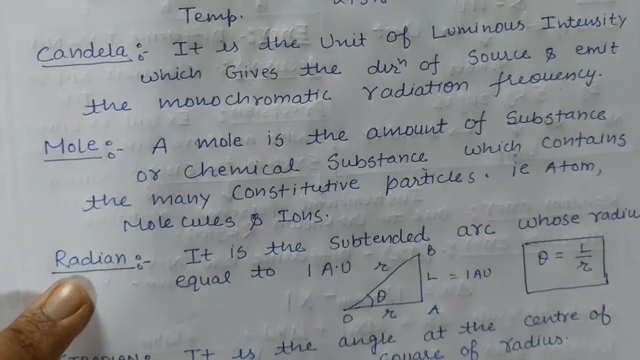 Temp.
Candela :- It is the Unit of Luminous Intensity
which Gives the dirⁿ of Source & emit
the monochromatic radiation frequency.
Mole :- A mole is the amount of Substance
or Chemical Substance which contains
the many Constitutive particles. ie Atom,
Molecules & Ions.
Radian :- It is the Subtended arc whose radiu
equal to 1 A.U
r B
L = 1AU
θ
O r A
θ = L/r
It is the angle at the centre of
square of radius.